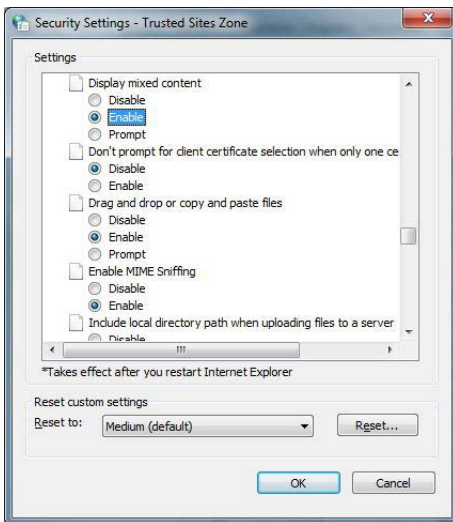 Security Settings - Trusted Sites Zone
Settings
Display mixed content
Disable
Enable
Prompt
Don't prompt for client certificate selection when only one ce
Disable
Enable
Drag and drop or copy and paste files
Disable
Enable
Prompt
Enable MIME Sniffing
Disable
Enable
Include local directory path when uploading files to a server
Disable
*Takes effect after you restart Internet Explorer
Reset custom settings
Reset to:
Medium (default)
Reset...
OK
Cancel